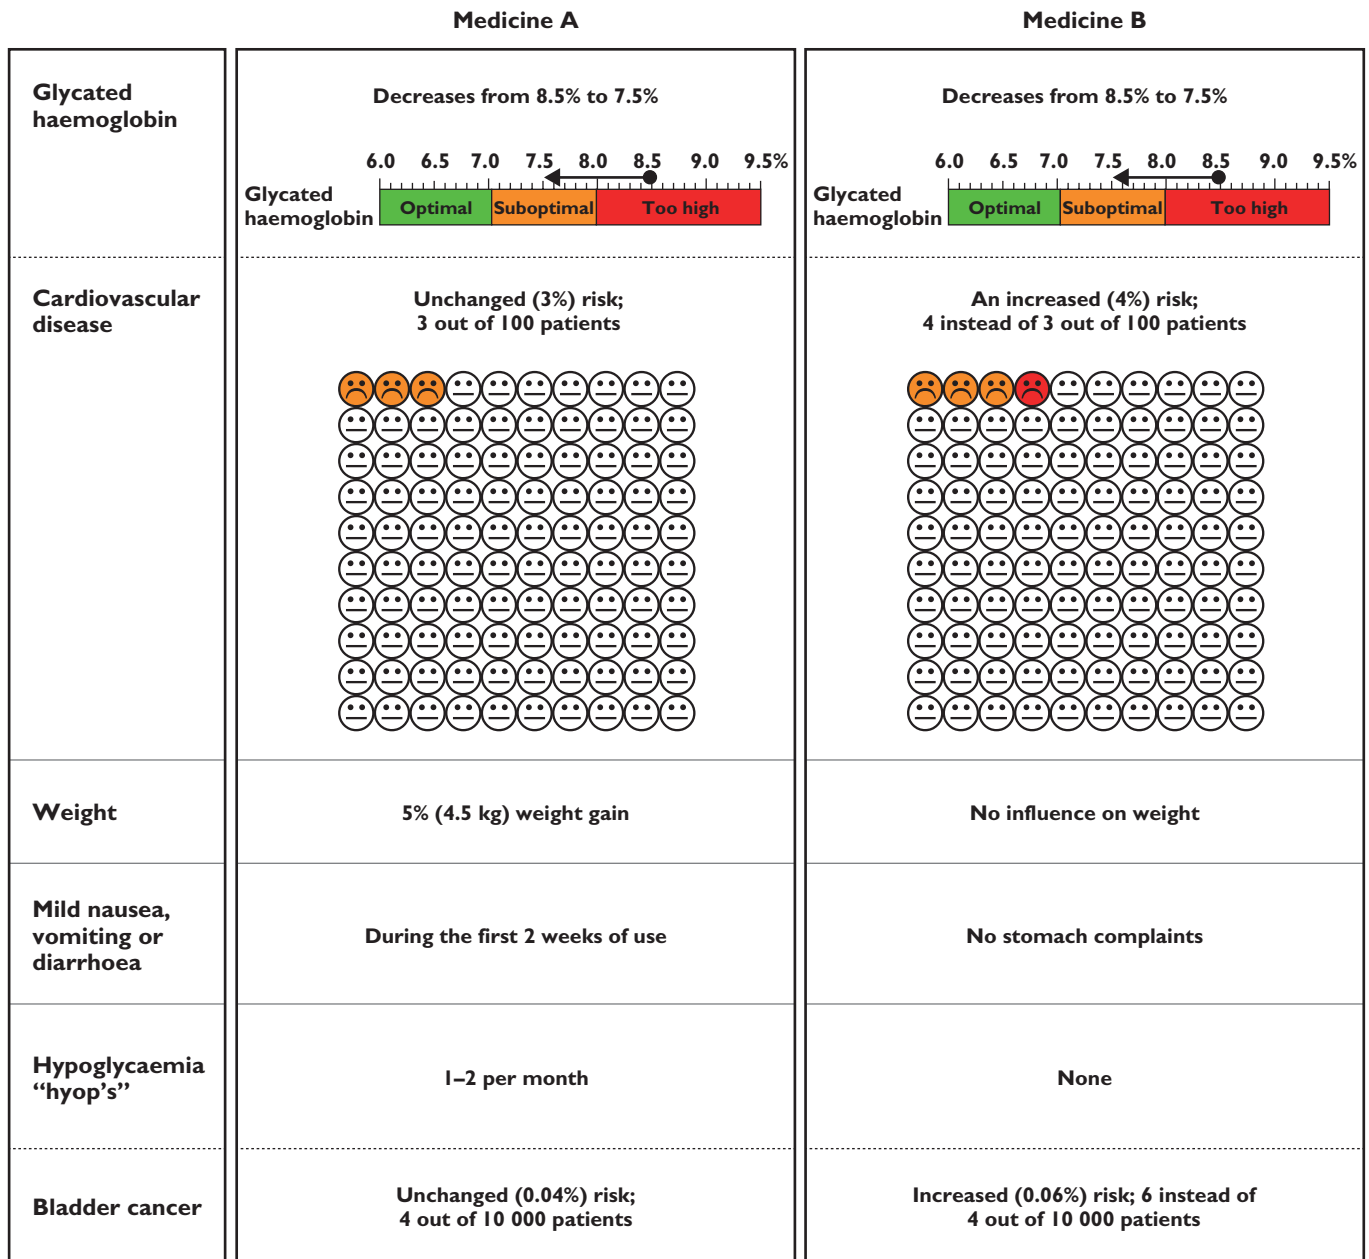 Medicine A
Medicine B
Glycated
haemoglobin
Decreases from 8.5% to 7.5%
6.0 6.5 7.0 7.5 8.0 8.5 9.0 9.5%
Glycated
haemoglobin
Optimal Suboptimal Too high
Decreases from 8.5% to 7.5%
6.0 6.5 7.0 7.5 8.0 8.5 9.0 9.5%
Glycated
haemoglobin
Optimal Suboptimal Too high
Cardiovascular
disease
Unchanged (3%) risk;
3 out of 100 patients
An increased (4%) risk;
4 instead of 3 out of 100 patients
Weight
5% (4.5 kg) weight gain
No influence on weight
Mild nausea,
vomiting or
diarrhoea
During the first 2 weeks of use
No stomach complaints
Hypoglycaemia
“hyop’s”
1–2 per month
None
Bladder cancer
Unchanged (0.04%) risk;
4 out of 10 000 patients
Increased (0.06%) risk; 6 instead of
4 out of 10 000 patients